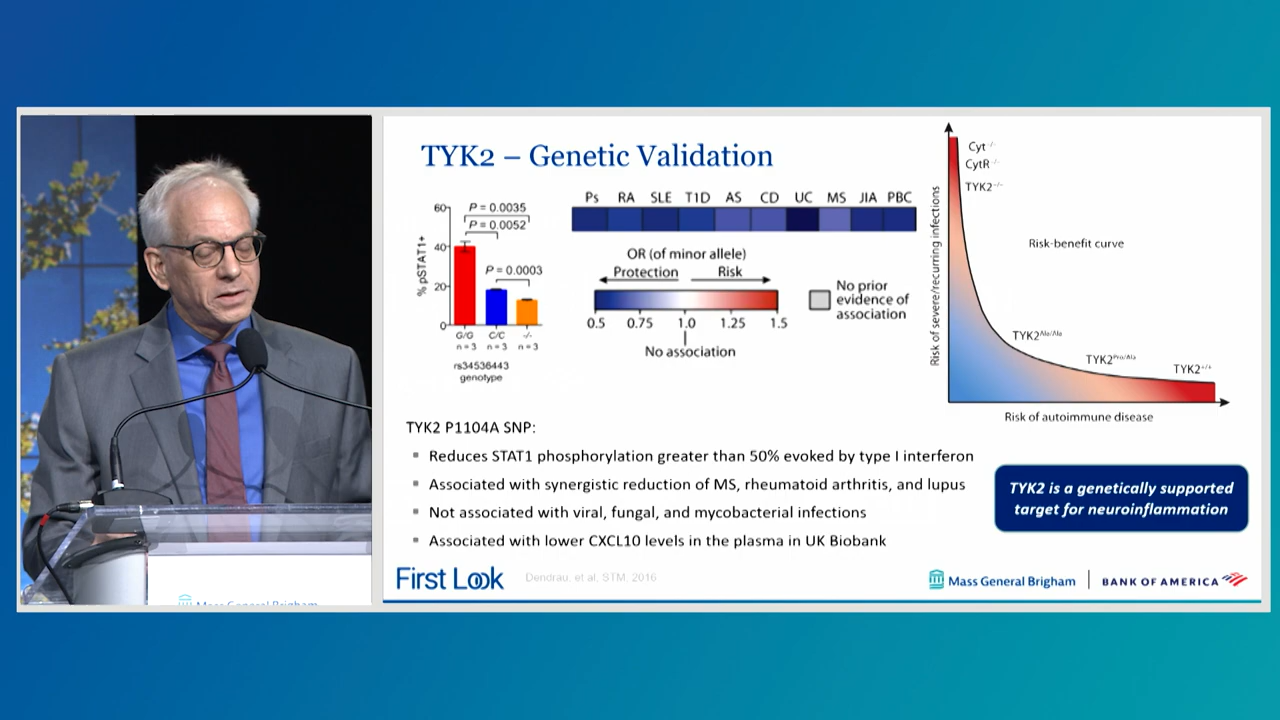 TYK2 – Genetic Validation
60
40
20
0
% pSTAT1+
P = 0.0035
P = 0.0052
P = 0.0003
G/G
C/C
-/-
n = 3
n = 3
n = 3
rs34536443
genotype
Ps RA SLE T1D AS CD UC MS JIA PBC
OR (of minor allele)
Protection Risk
0.5 0.75 1.0 1.25 1.5
No association
No prior
evidence of
association
Risk of severe/recurring infections
Cyt-/-
CytR-/-
TYK2-/-
Risk-benefit curve
TYK2Ala/Ala
TYK2Pro/Ala
TYK2+/+
Risk of autoimmune disease
TYK2 P1104A SNP:
Reduces STAT1 phosphorylation greater than 50% evoked by type I interferon
Associated with synergistic reduction of MS, rheumatoid arthritis, and lupus
Not associated with viral, fungal, and mycobacterial infections
Associated with lower CXCL10 levels in the plasma in UK Biobank
TYK2 is a genetically supported
target for neuroinflammation
First Look
Dendrau, et al, STM, 2016
Mass General Brigham
BANK OF AMERICA
Mass General Brigham